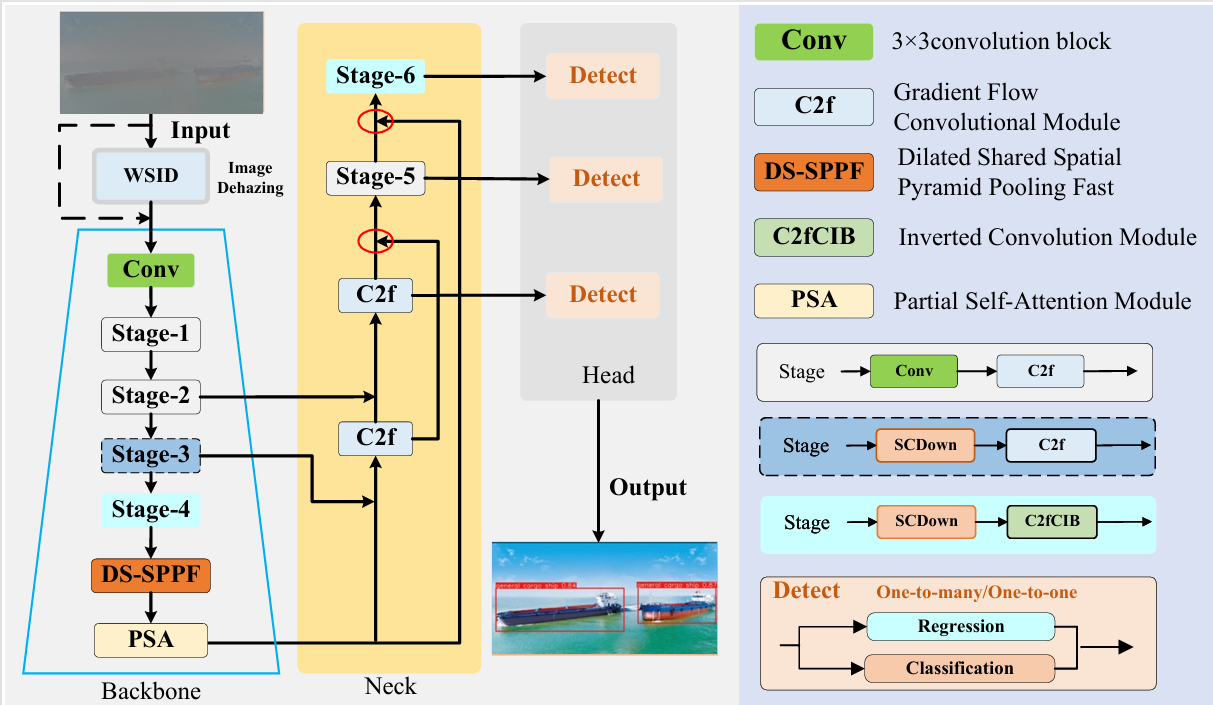 Input
WSID
Image
Dehazing
Conv
Stage-1
Stage-2
Stage-3
Stage-4
DS-SPPF
PSA
Backbone
Stage-6
Stage-5
C2f
C2f
Neck
Detect
Detect
Detect
Head
Output
general cargo ship 0.84
general cargo ship 0.81
Conv
3×3convolution block
C2f
Gradient Flow
Convolutional Module
DS-SPPF
Dilated Shared Spatial
Pyramid Pooling Fast
C2fCIB
Inverted Convolution Module
PSA
Partial Self-Attention Module
Stage
Conv
C2f
Stage
SCDown
C2f
Stage
SCDown
C2fCIB
Detect
One-to-many/One-to-one
Regression
Classification